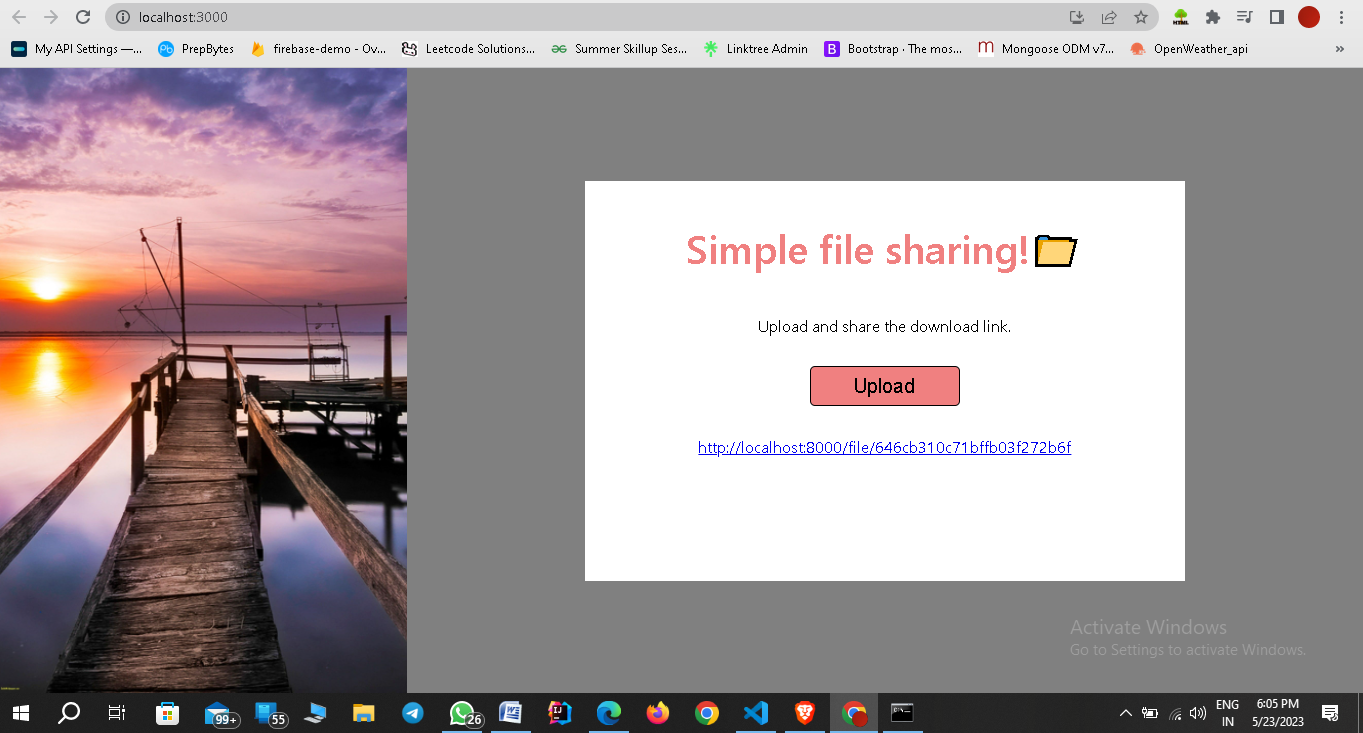 localhost:3000
My API Settings —...
PrepBytes
firebase-demo - Ov...
Leetcode Solutions...
Summer Skillup Ses...
Linktree Admin
Bootstrap · The mos...
Mongoose ODM v7...
OpenWeather_api
»
Simple file sharing!
Upload and share the download link.
Upload
http://localhost:8000/file/646cb310c71bffb03f272b6f
Activate Windows
Go to Settings to activate Windows.
99+
55
26
ENG
IN
6:05 PM
5/23/2023